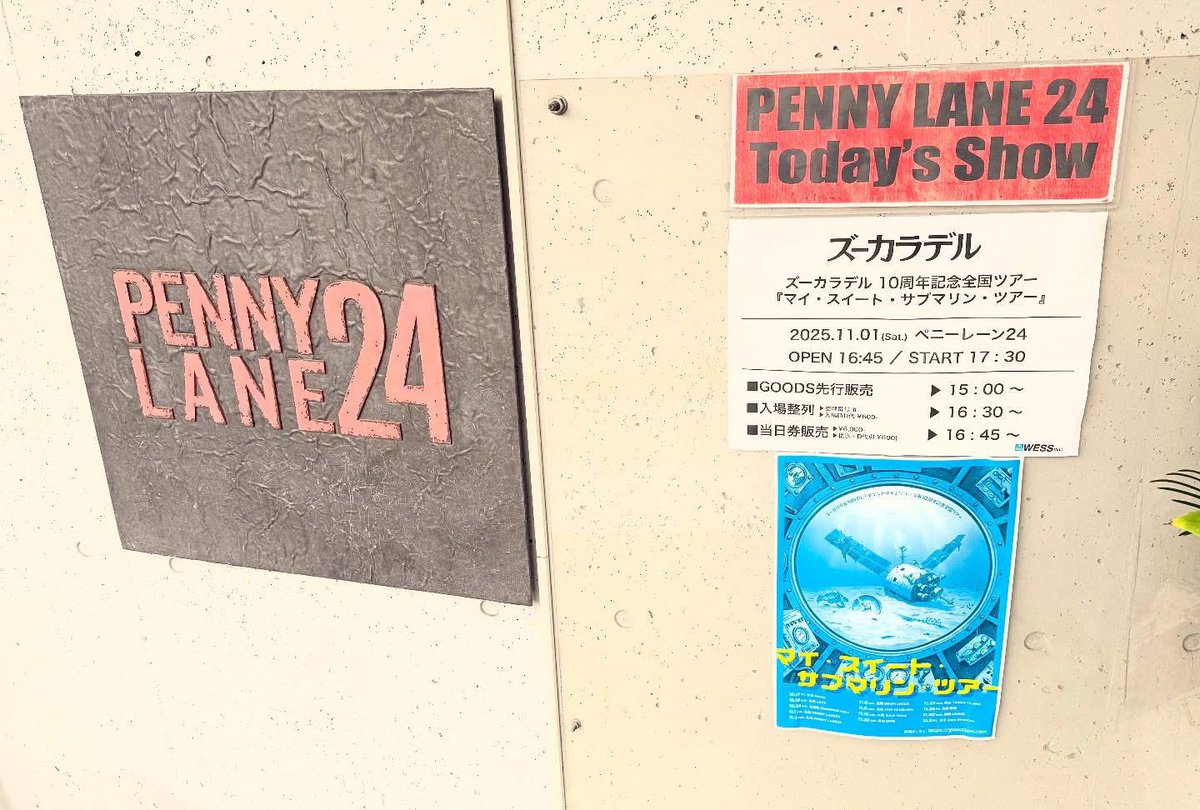 PENNY
LANE 24
PENNY LANE 24
Today's Show
ズーカラデル
ズーカラデル 10周年記念全国ツアー
『マイ・スイート・サブマリン・ツアー』
2025.11.01(Sat.) ペニーレーン24
OPEN 16:45 / START 17:30
■GOODS先行販売 ▶ 15:00～
■入場整列 ▶ 16:30～
■当日券販売 ▶ 16:45～
WESS
マイ・スイート・
サブマリン・ツアー